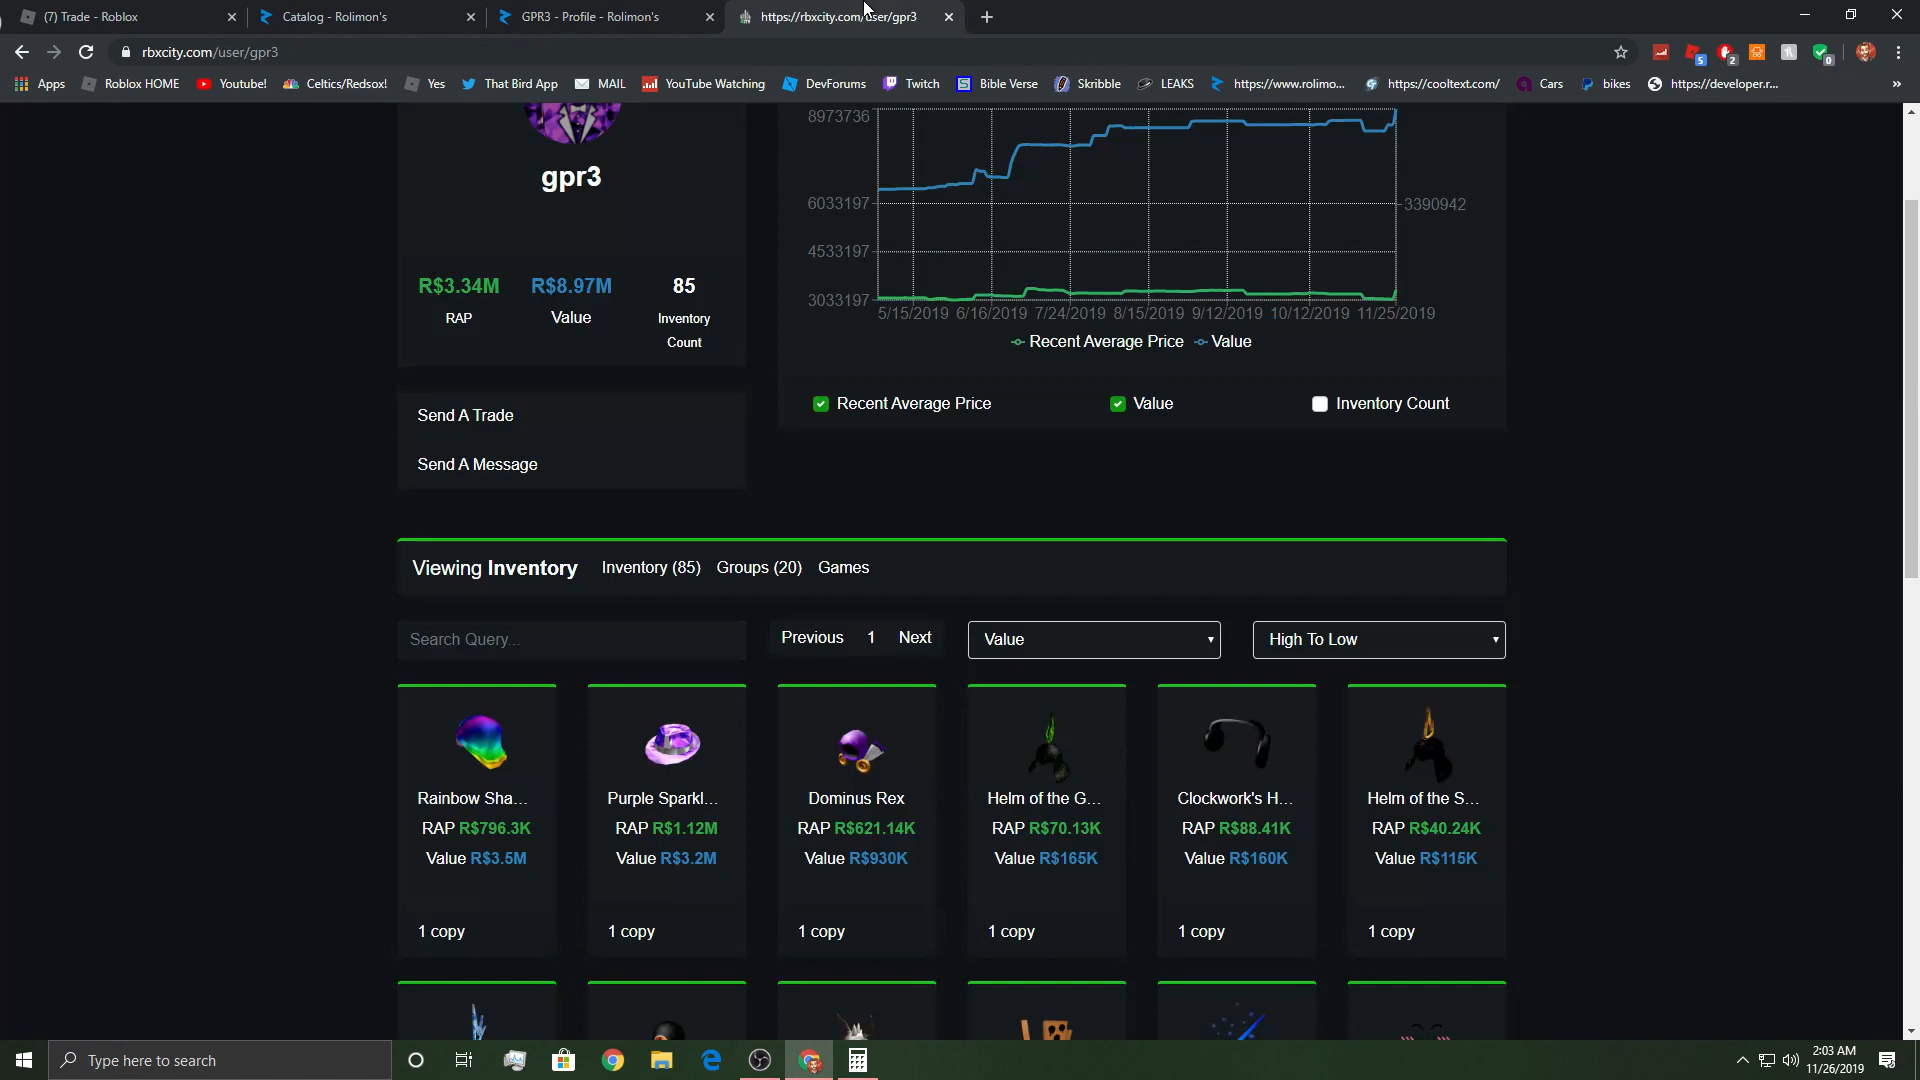 (7) Trade - Roblox
Catalog - Rolimon's
GPR3 - Profile - Rolimon's
https://rbxcity.com/user/gpr3
rbxcity.com/user/gpr3
5
2
0
Apps
Roblox HOME
Youtube!
Celtics/Redsox!
Yes
That Bird App
MAIL
YouTube Watching
DevForums
Twitch
Bible Verse
Skribble
LEAKS
https://www.rolimo...
https://cooltext.com/
Cars
bikes
https://developer.r...
»
gpr3
R$3.34M R$8.97M 85
RAP Value Inventory
Count
8973736
6033197
3390942
4533197
3033197
5/15/2019 6/16/2019 7/24/2019 8/15/2019 9/12/2019 10/12/2019 11/25/2019
Recent Average Price Value
Recent Average Price
Value
Inventory Count
Send A Trade
Send A Message
Viewing Inventory Inventory (85) Groups (20) Games
Search Query...
Previous 1 Next
Value
High To Low
Rainbow Sha...
RAP R$796.3K
Value R$3.5M
1 copy
Purple Sparkl...
RAP R$1.12M
Value R$3.2M
1 copy
Dominus Rex
RAP R$621.14K
Value R$930K
1 copy
Helm of the G...
RAP R$70.13K
Value R$165K
1 copy
Clockwork's H...
RAP R$88.41K
Value R$160K
1 copy
Helm of the S...
RAP R$40.24K
Value R$115K
1 copy
Type here to search
2:03 AM
11/26/2019